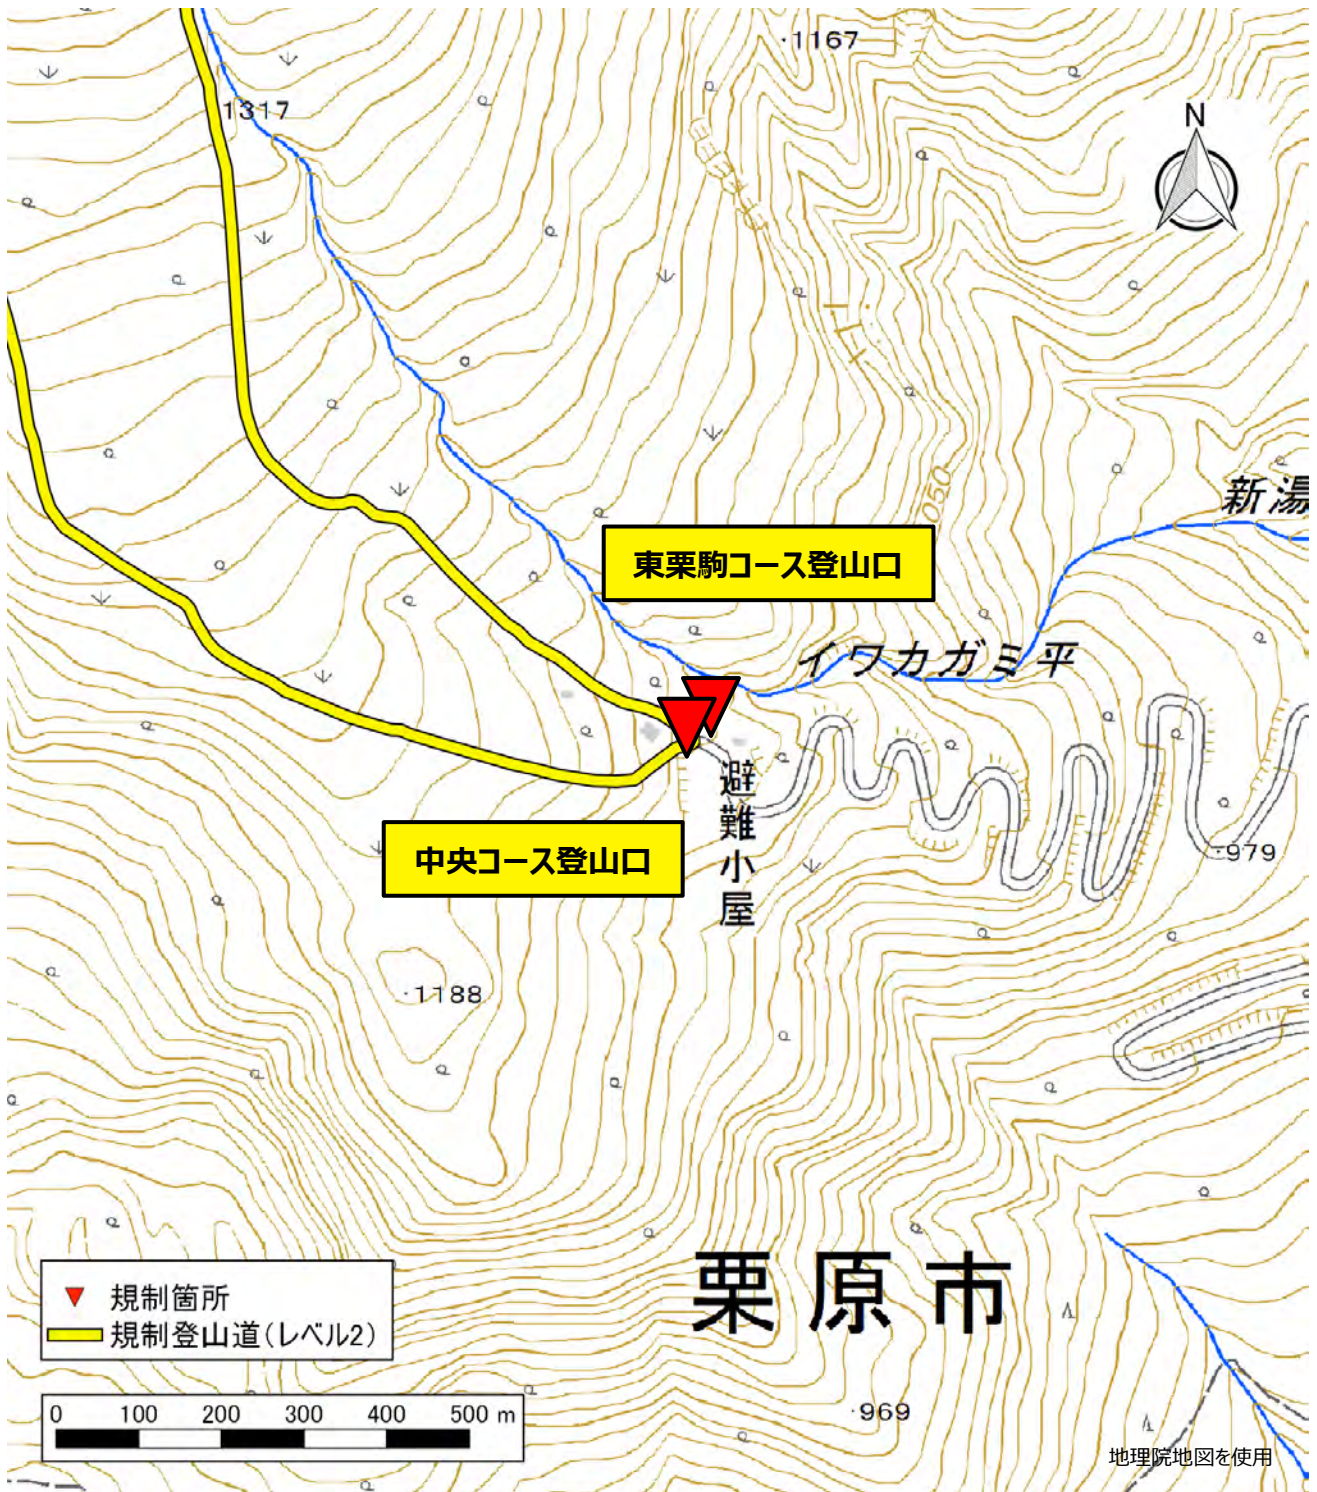 ・1167
1317
N
050
新湯
東栗駒コース登山口
イワカガミ平
避難小屋
中央コース登山口
・979
・1188
栗原市
規制箇所
規制登山道(レベル2)
0 100 200 300 400 500 m
・969
地理院地図を使用